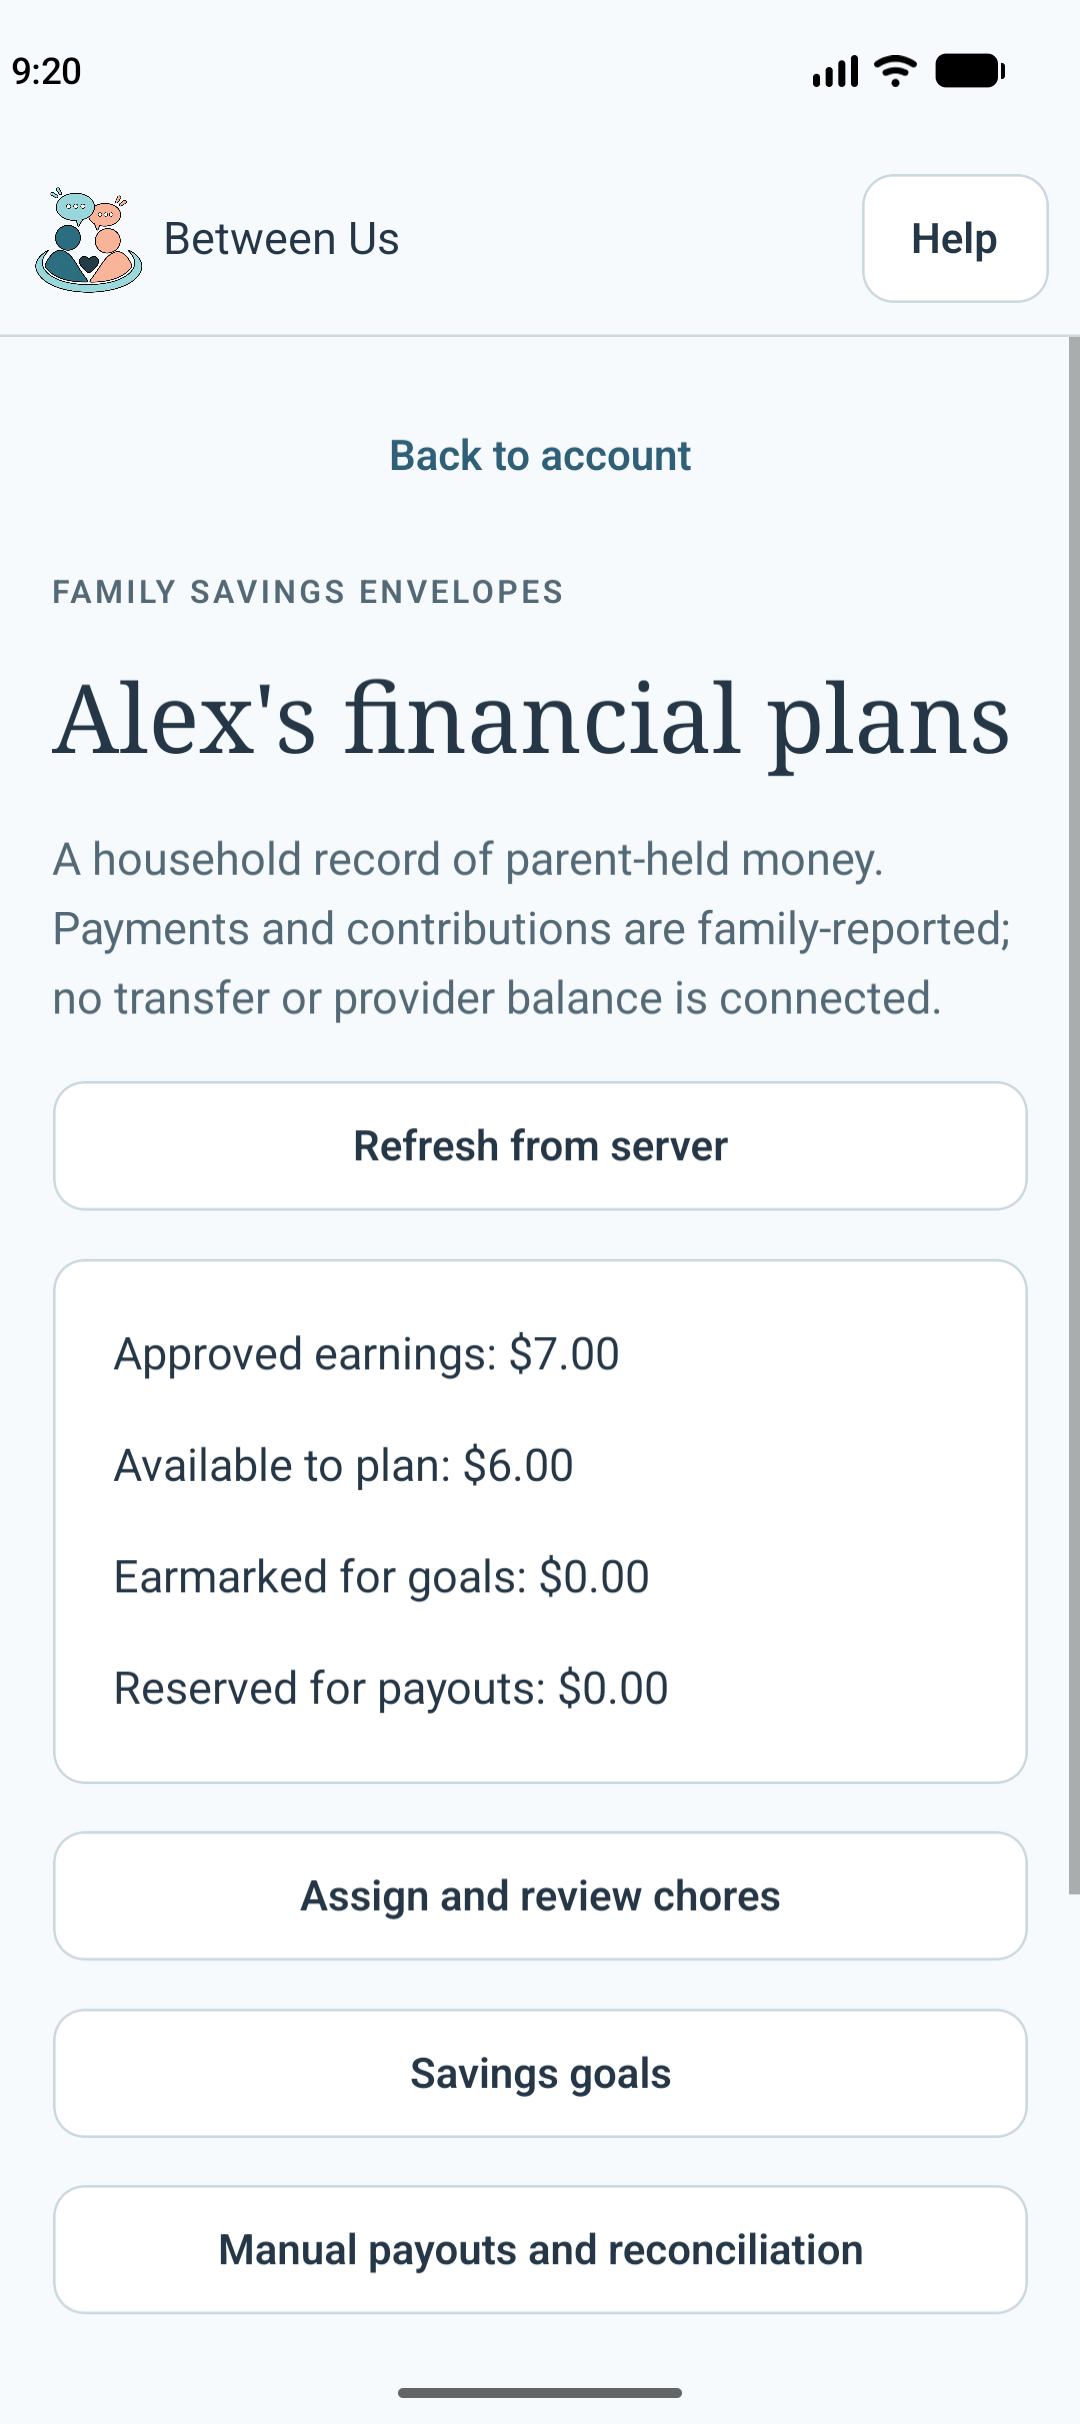 9:20
Between Us
Help
Back to account
FAMILY SAVINGS ENVELOPES
Alex's financial plans
A household record of parent-held money.
Payments and contributions are family-reported;
no transfer or provider balance is connected.
Refresh from server
Approved earnings: $7.00
Available to plan: $6.00
Earmarked for goals: $0.00
Reserved for payouts: $0.00
Assign and review chores
Savings goals
Manual payouts and reconciliation